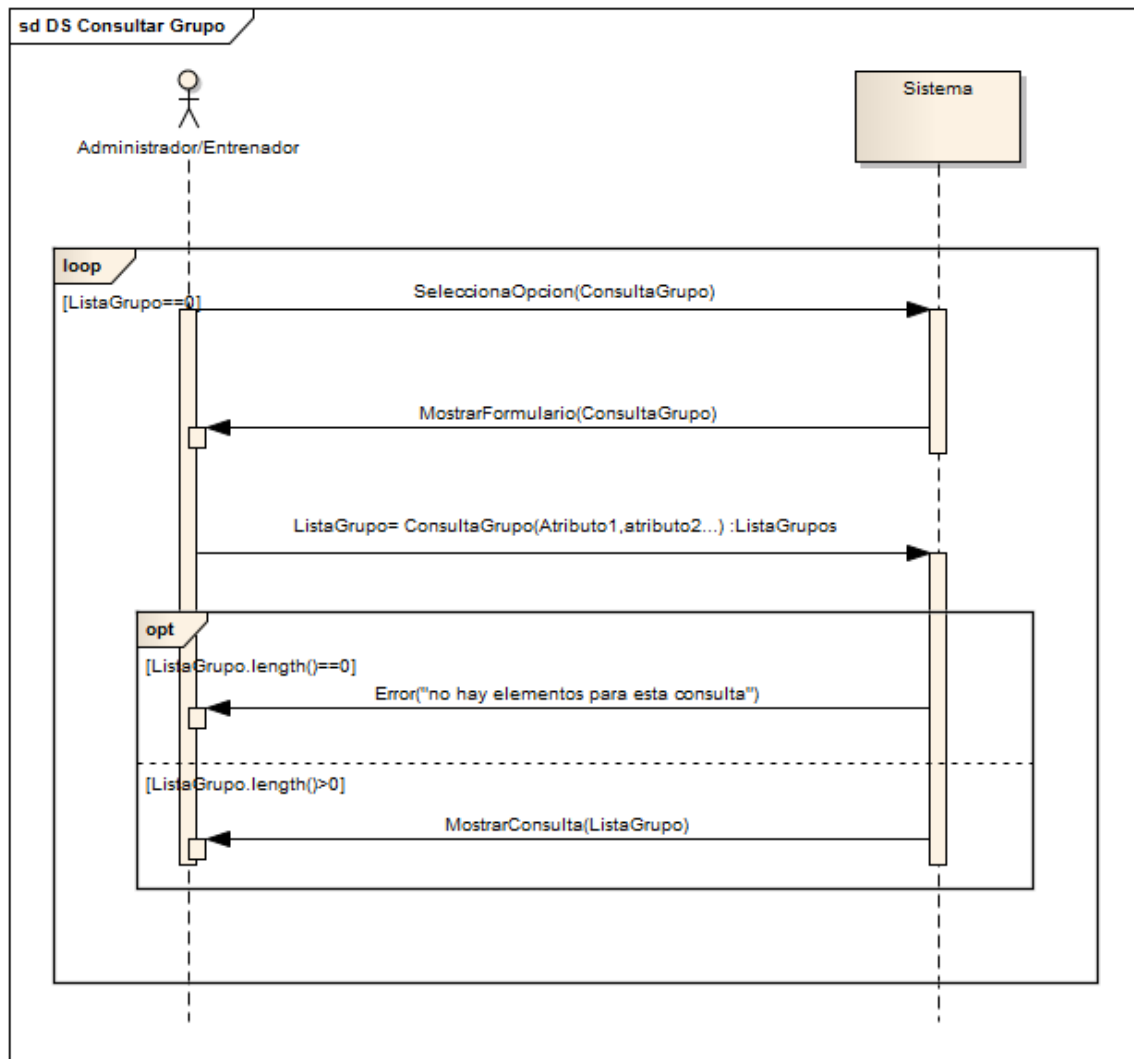 sd DS Consultar Grupo
Administrador/Entrenador
Sistema
loop
[ListaGrupo==0]
SeleccionaOpcion(ConsultaGrupo)
MostrarFormulario(ConsultaGrupo)
ListaGrupo= ConsultaGrupo(Atributo1,atributo2...) :ListaGrupos
opt
[ListaGrupo.length()==0]
Error("no hay elementos para esta consulta")
[ListaGrupo.length()>0]
MostrarConsulta(ListaGrupo)